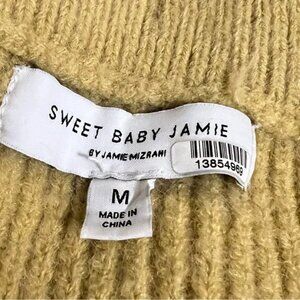 SWEET BABY JAMIE
BY JAMIE MIZRAHI
13854969
M
MADE IN
CHINA